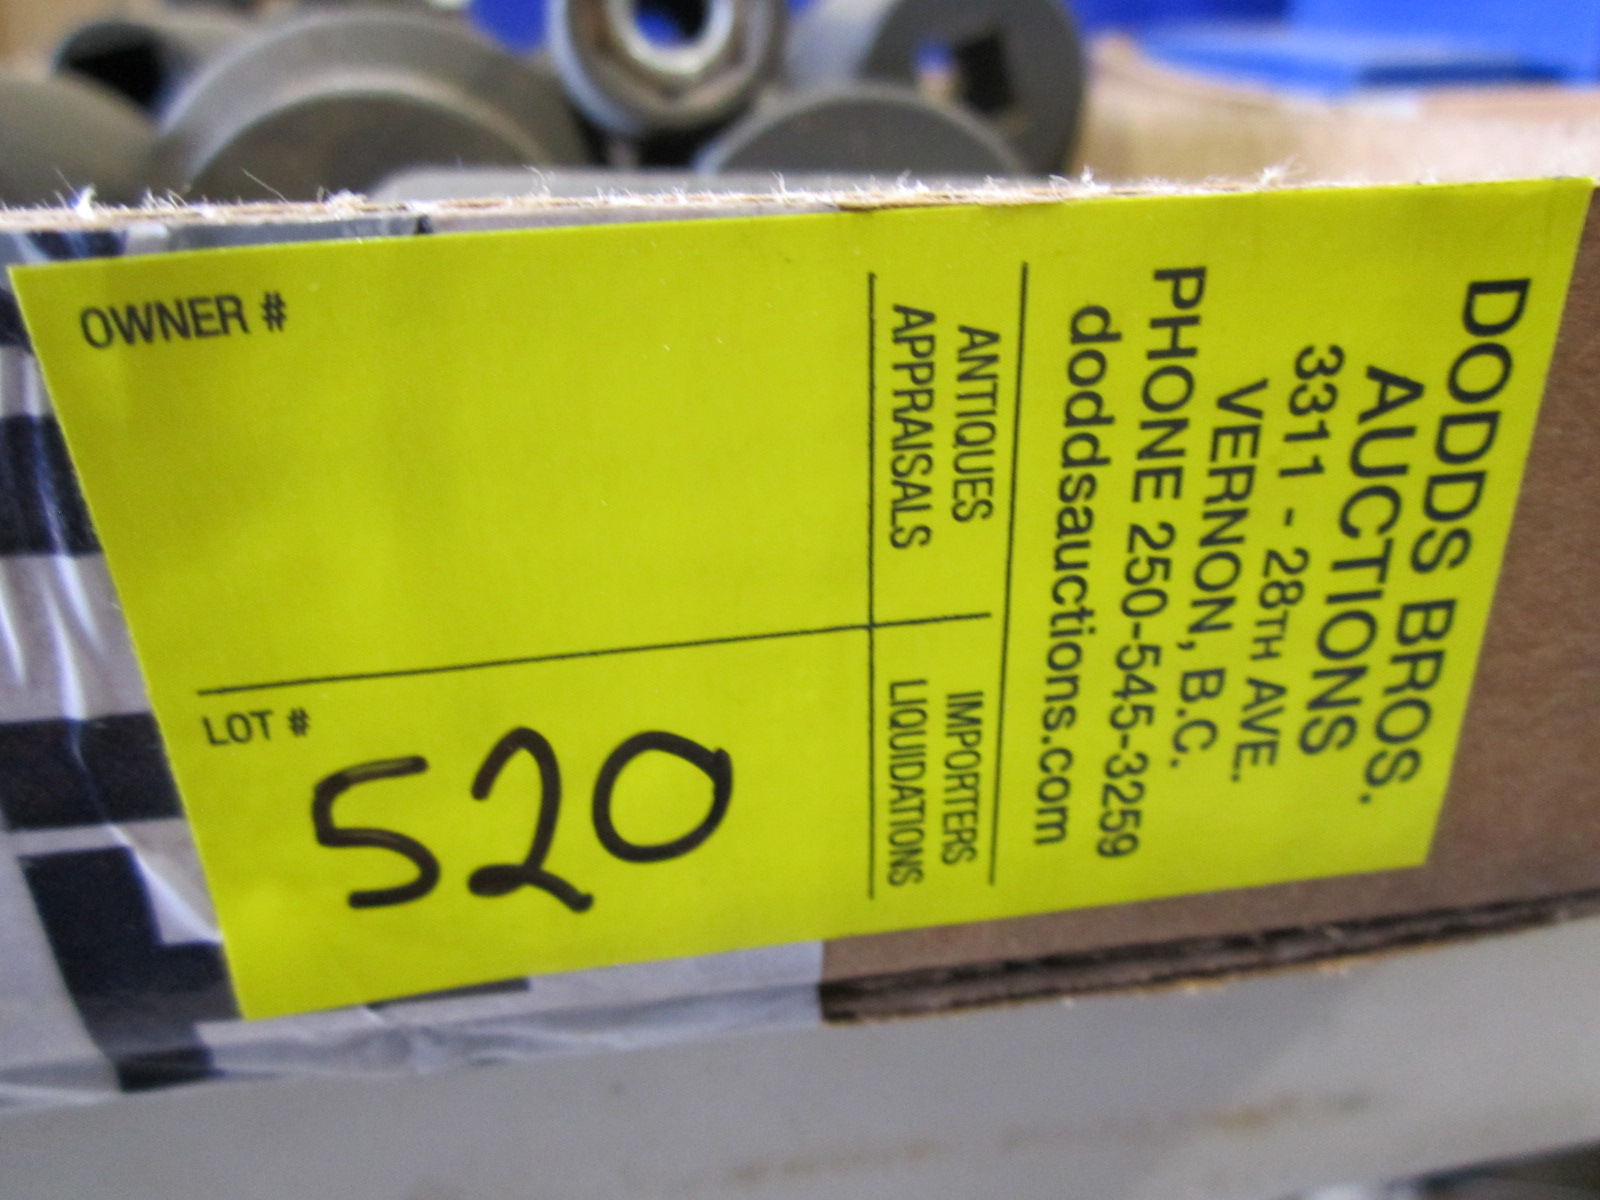 OWNER #
LOT #
520
ANTIQUES
APPRAISALS
IMPORTERS
LIQUIDATIONS
DODDS BROS.
AUCTIONS
3311 - 28TH AVE.
VERNON, B.C.
PHONE 250-545-3259
doddsauctions.com